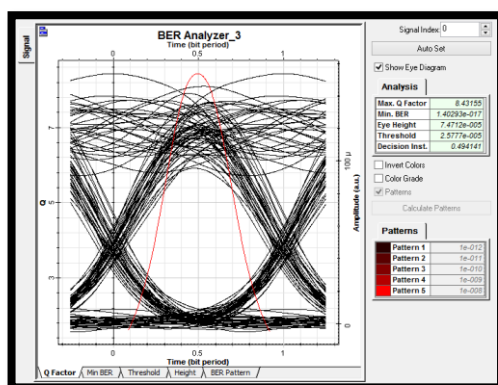 Signal
BER Analyzer_3
Time (bit period)
0 0.5 1
Q
7
5
3
Amplitude (a.u.)
100 µ
0
0 0.5 1
Time (bit period)
Q Factor Min BER Threshold Height BER Pattern
Signal Index: 0
Auto Set
Show Eye Diagram
Analysis
Max. Q Factor 8.43155
Min. BER 1.40293e-017
Eye Height 7.4712e-005
Threshold 2.5777e-005
Decision Inst. 0.494141
Invert Colors
Color Grade
Patterns
Calculate Patterns
Patterns
Pattern 1 1e-012
Pattern 2 1e-011
Pattern 3 1e-010
Pattern 4 1e-009
Pattern 5 1e-008